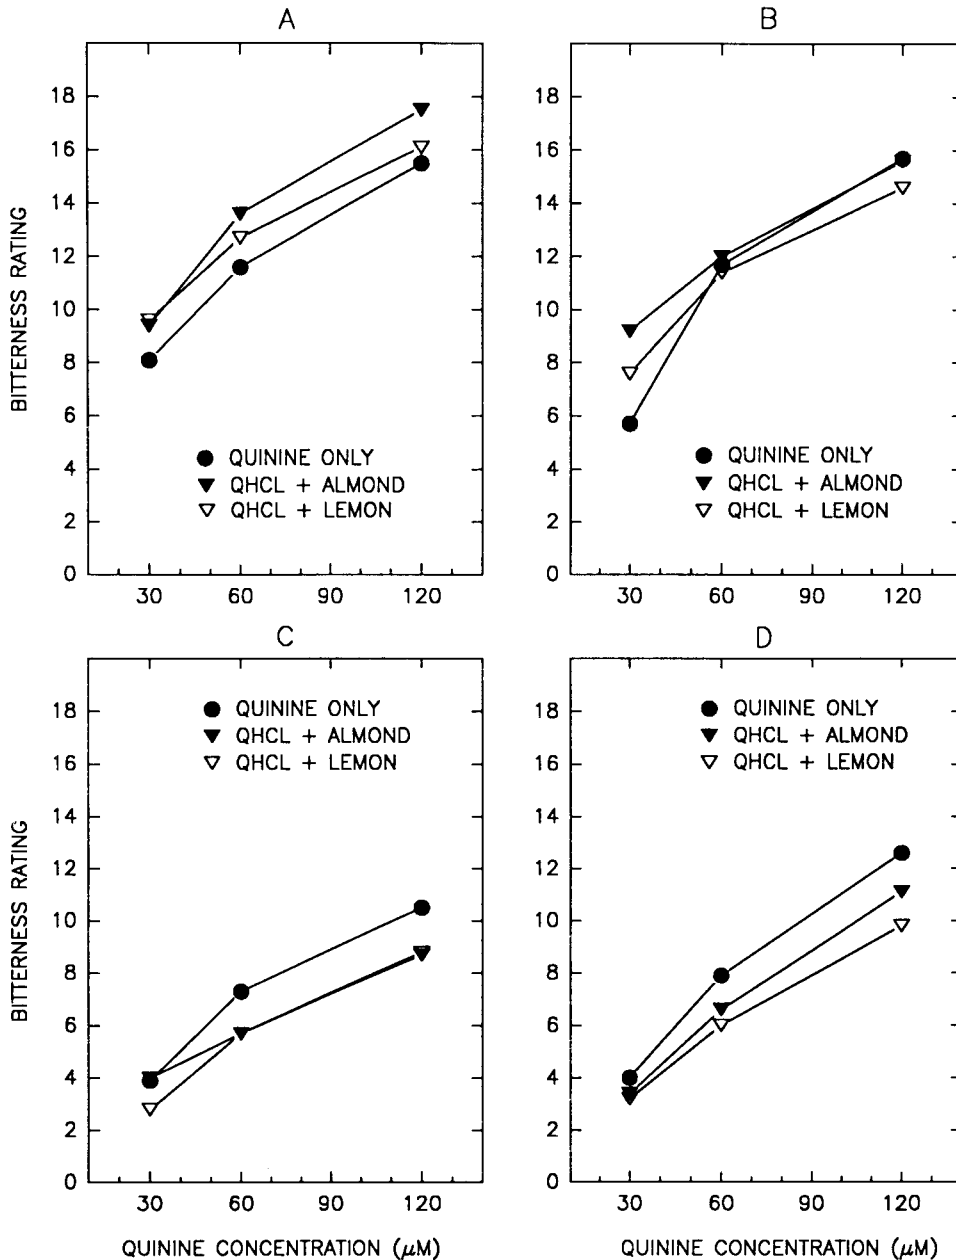 A
B
BITTERNESS RATING
18
16
14
12
10
8
6
4
2
0
QUININE ONLY
QHCL + ALMOND
QHCL + LEMON
30 60 90 120
18
16
14
12
10
8
6
4
2
0
QUININE ONLY
QHCL + ALMOND
QHCL + LEMON
30 60 90 120
C
D
BITTERNESS RATING
18
16
14
12
10
8
6
4
2
0
QUININE ONLY
QHCL + ALMOND
QHCL + LEMON
30 60 90 120
QUININE CONCENTRATION (μM)
18
16
14
12
10
8
6
4
2
0
QUININE ONLY
QHCL + ALMOND
QHCL + LEMON
30 60 90 120
QUININE CONCENTRATION (μM)